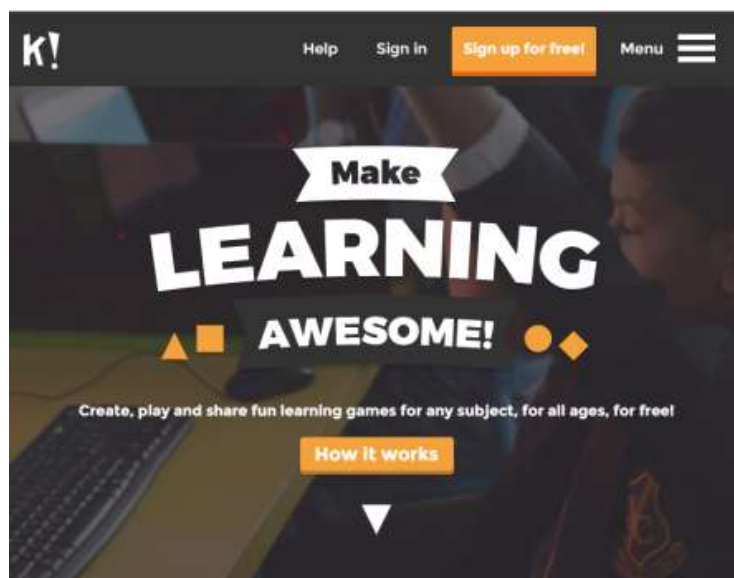 K!
Help Sign in Sign up for free! Menu
Make
LEARNING
AWESOME!
Create, play and share fun learning games for any subject, for all ages, for free!
How it works